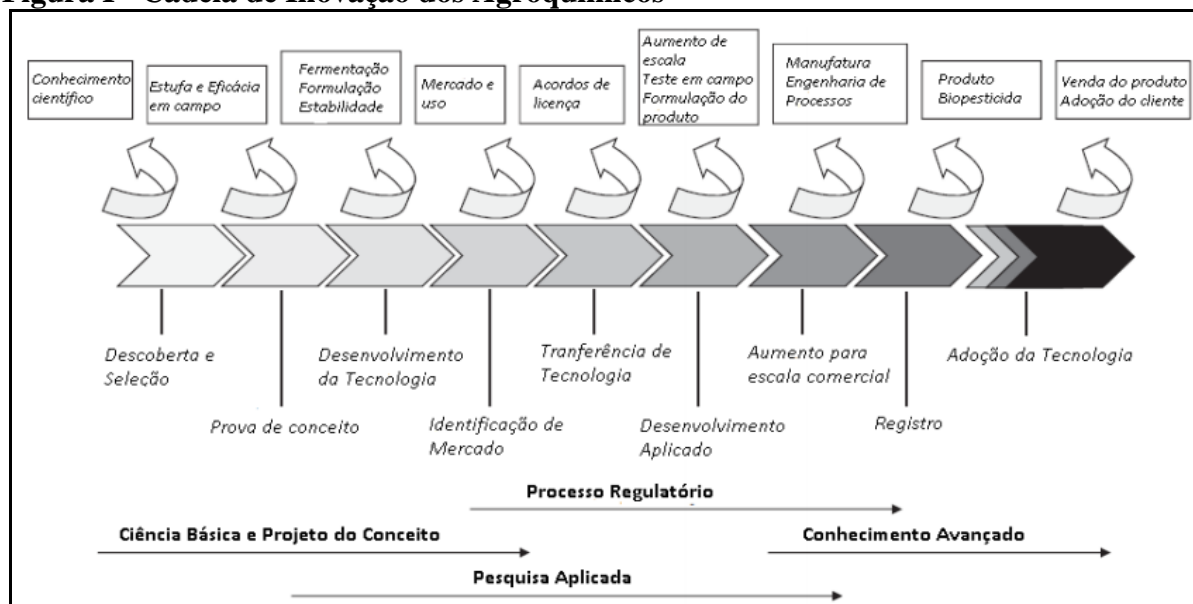 Figura 1 - Cadeia de Inovação dos Agroquímicos
Conhecimento
científico
Estufa e Eficácia
em campo
Fermentação
Formulação
Estabilidade
Mercado e
uso
Acordos de
licença
Aumento de
escala
Teste em campo
Formulação do
produto
Manufatura
Engenharia de
Processos
Produto
Biopesticida
Venda do produto
Adoção do cliente
Descoberta e
Seleção
Prova de conceito
Desenvolvimento
da Tecnologia
Identificação de
Mercado
Tranferência de
Tecnologia
Desenvolvimento
Aplicado
Aumento para
escala comercial
Registro
Adoção da Tecnologia
Processo Regulatório
Ciência Básica e Projeto do Conceito
Conhecimento Avançado
Pesquisa Aplicada